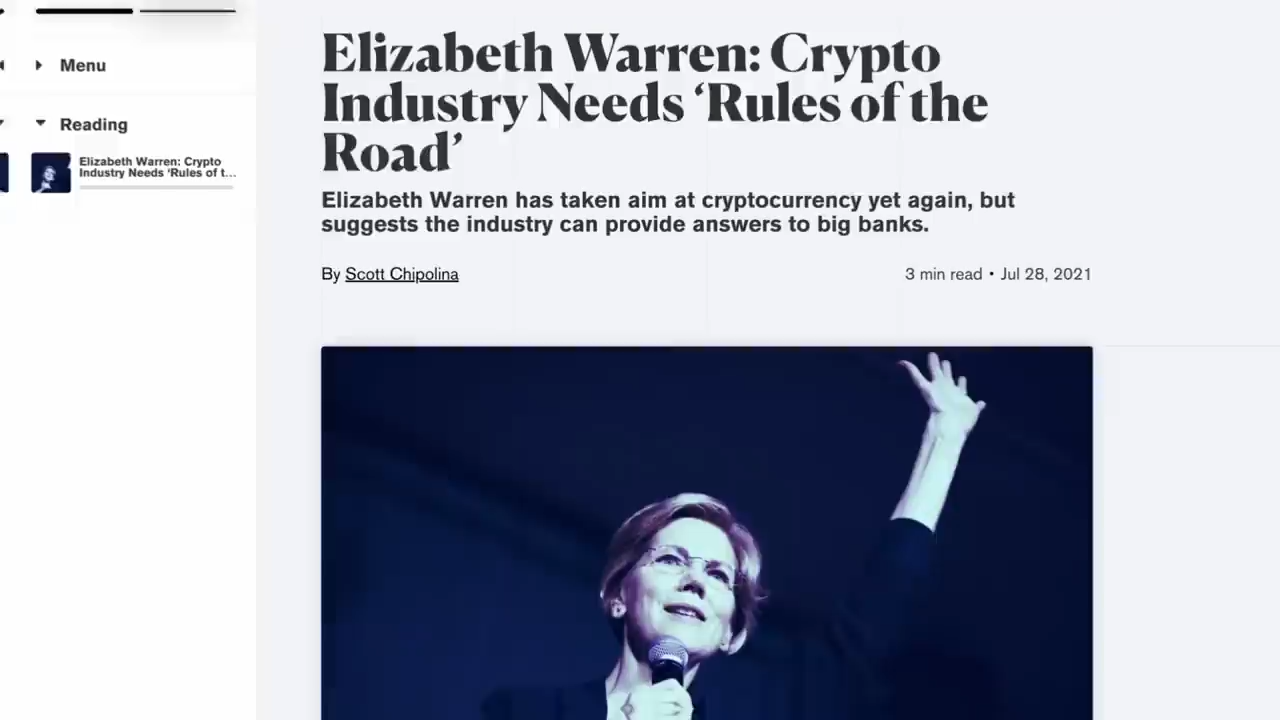 Menu
Reading
Elizabeth Warren: Crypto
Industry Needs ‘Rules of t...
Elizabeth Warren: Crypto
Industry Needs ‘Rules of the
Road’
Elizabeth Warren has taken aim at cryptocurrency yet again, but
suggests the industry can provide answers to big banks.
By Scott Chipolina
3 min read • Jul 28, 2021